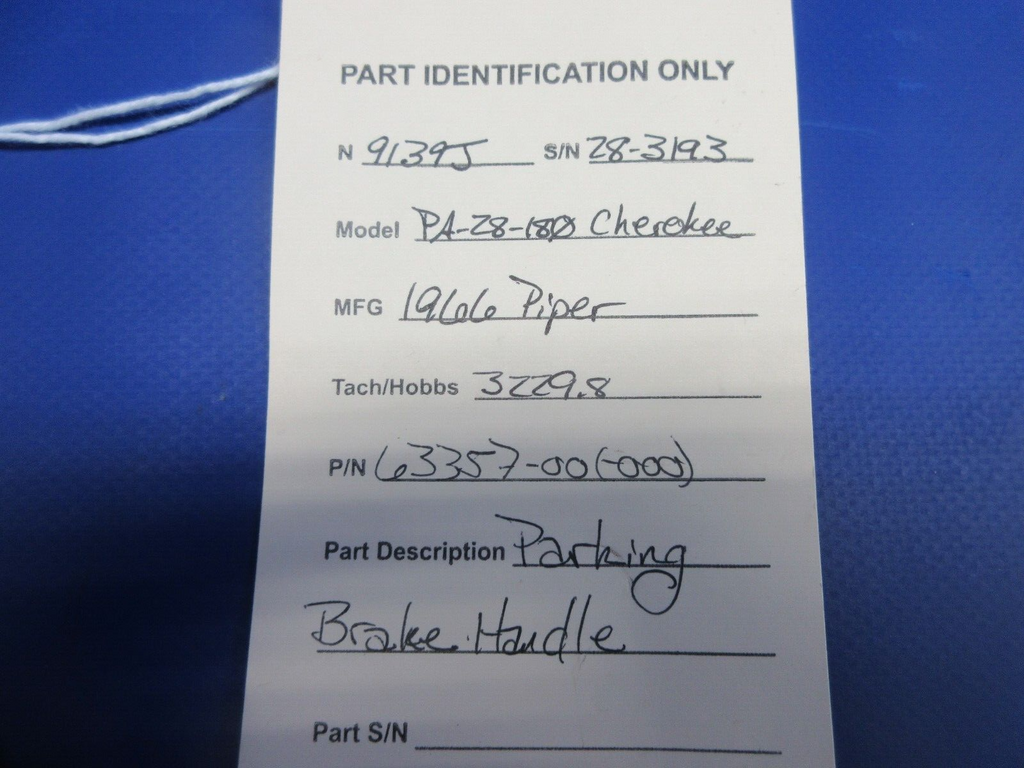 PART IDENTIFICATION ONLY
N 9139J S/N 28-3193
Model PA-28-180 Cherokee
MFG 1966 Piper
Tach/Hobbs 3229.8
P/N 63357-00(-000)
Part Description Parking
Brake Handle
Part S/N